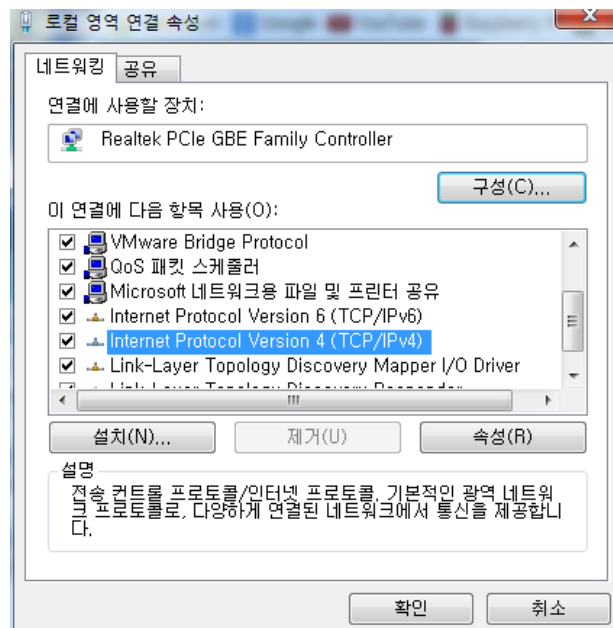 로컬 영역 연결 속성
네트워킹
공유
연결에 사용할 장치:
Realtek PCIe GBE Family Controller
구성(C)...
이 연결에 다음 항목 사용(O):
VMware Bridge Protocol
QoS 패킷 스케줄러
Microsoft 네트워크용 파일 및 프린터 공유
Internet Protocol Version 6 (TCP/IPv6)
Internet Protocol Version 4 (TCP/IPv4)
Link-Layer Topology Discovery Mapper I/O Driver
Link-Layer Topology Discovery Responder
설치(N)...
제거(U)
속성(R)
설명
전송 컨트롤 프로토콜/인터넷 프로토콜. 기본적인 광역 네트워
크 프로토콜로, 다양하게 연결된 네트워크에서 통신을 제공합니
다.
확인
취소